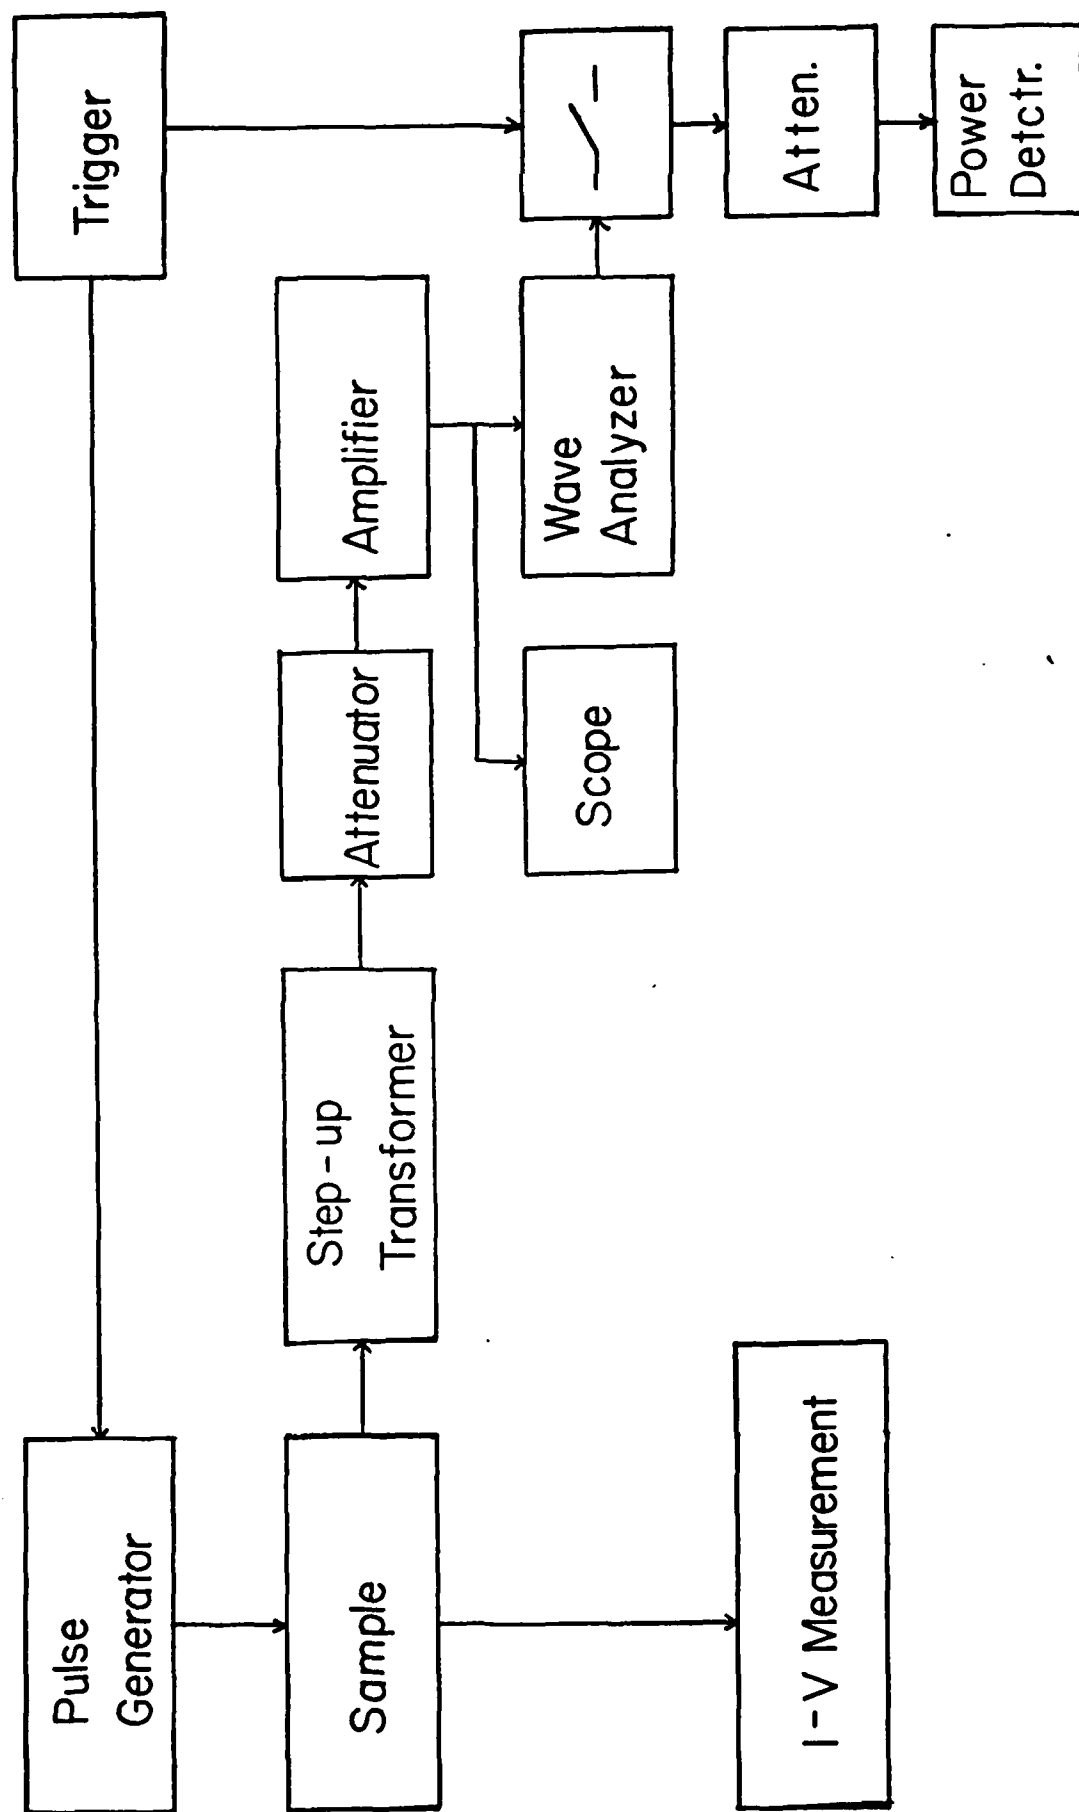 Pulse
Generator
Trigger
Sample
Step-up
Transformer
Attenuator
Amplifier
Scope
Wave
Analyzer
I-V Measurement
Atten.
Power
Detctr.